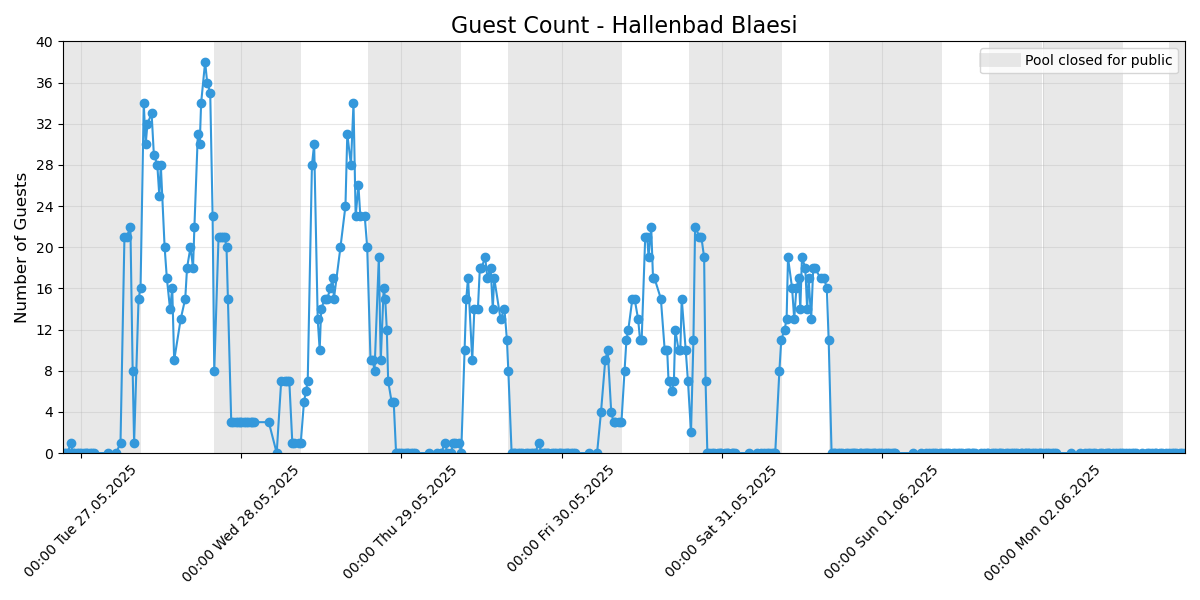 Guest Count - Hallenbad Blaesi
Pool closed for public
Number of Guests
40
36
32
28
24
20
16
12
8
4
0
00:00 Tue 27.05.2025
00:00 Wed 28.05.2025
00:00 Thu 29.05.2025
00:00 Fri 30.05.2025
00:00 Sat 31.05.2025
00:00 Sun 01.06.2025
00:00 Mon 02.06.2025